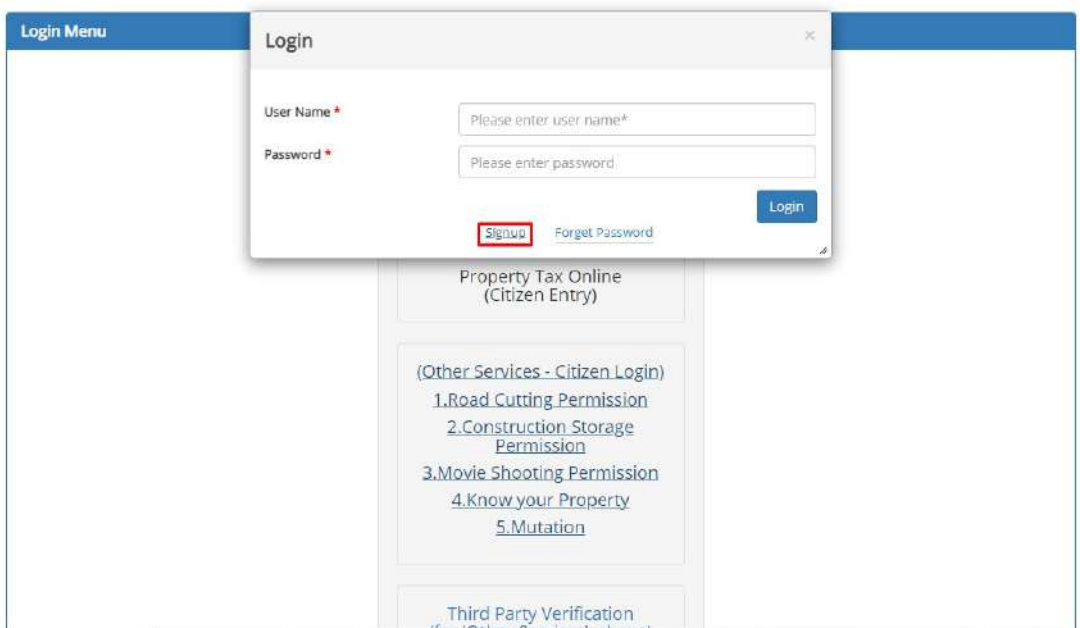 Login Menu
Login
×
User Name *
Please enter user name*
Password *
Please enter password
Login
Signup Forget Password
Property Tax Online
(Citizen Entry)
(Other Services - Citizen Login)
1.Road Cutting Permission
2.Construction Storage
Permission
3.Movie Shooting Permission
4.Know your Property
5.Mutation
Third Party Verification